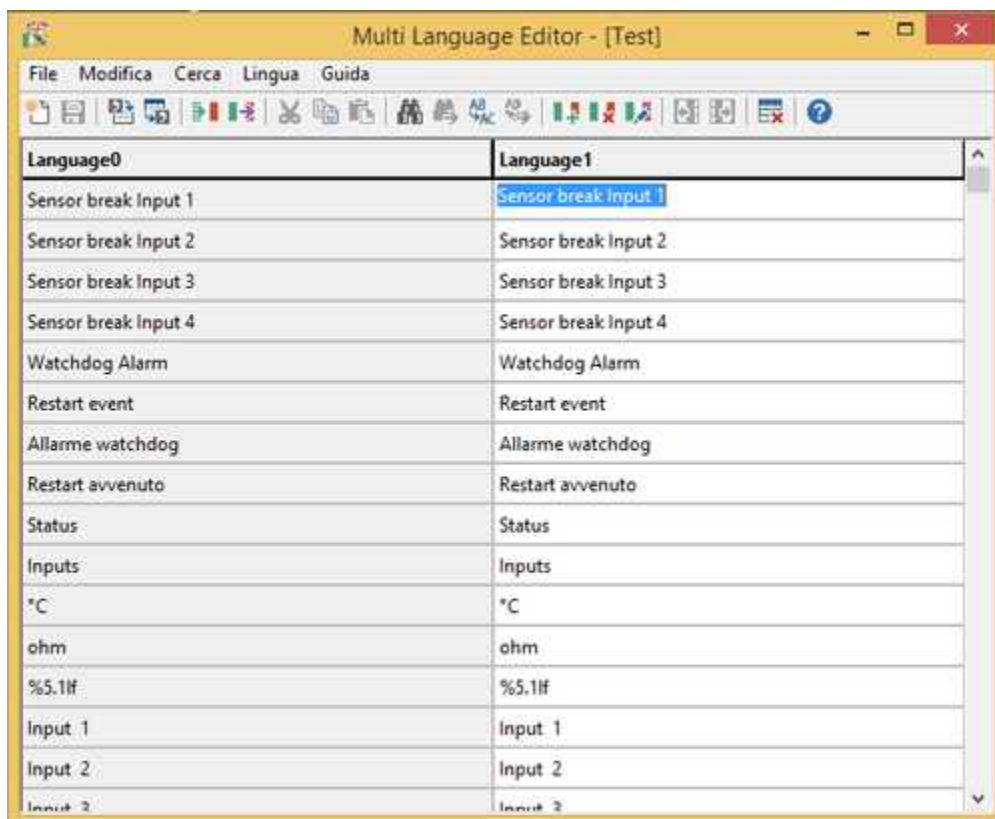 Multi Language Editor - [Test]
File Modifica Cerca Lingua Guida
Language0 Language1
Sensor break Input 1 Sensor break Input 1
Sensor break Input 2 Sensor break Input 2
Sensor break Input 3 Sensor break Input 3
Sensor break Input 4 Sensor break Input 4
Watchdog Alarm Watchdog Alarm
Restart event Restart event
Allarme watchdog Allarme watchdog
Restart avvenuto Restart avvenuto
Status Status
Inputs Inputs
°C °C
ohm ohm
%5.1lf %5.1lf
Input 1 Input 1
Input 2 Input 2
Input 3 Input 3